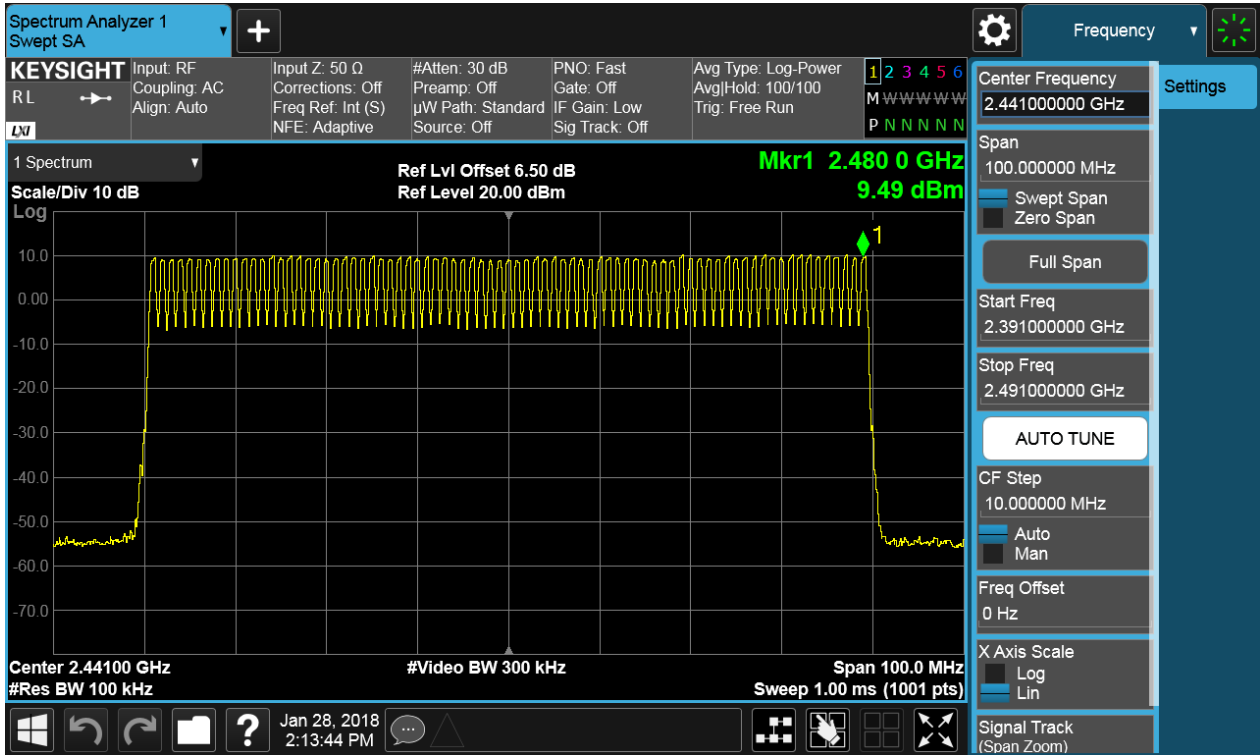 Spectrum Analyzer 1
Swept SA
Frequency
KEYSIGHT
RL
LXI
Input: RF
Coupling: AC
Align: Auto
Input Z: 50 Ω
Corrections: Off
Freq Ref: Int (S)
NFE: Adaptive
#Atten: 30 dB
Preamp: Off
µW Path: Standard
Source: Off
PNO: Fast
Gate: Off
IF Gain: Low
Sig Track: Off
Avg Type: Log-Power
Avg|Hold: 100/100
Trig: Free Run
1 2 3 4 5 6
M W W W W W
P N N N N N
1 Spectrum
Scale/Div 10 dB
Log
Ref Lvl Offset 6.50 dB
Ref Level 20.00 dBm
Mkr1 2.480 0 GHz
9.49 dBm
1
10.0
0.00
-10.0
-20.0
-30.0
-40.0
-50.0
-60.0
-70.0
Center 2.44100 GHz
#Res BW 100 kHz
#Video BW 300 kHz
Span 100.0 MHz
Sweep 1.00 ms (1001 pts)
Center Frequency
2.441000000 GHz
Settings
Span
100.000000 MHz
Swept Span
Zero Span
Full Span
Start Freq
2.391000000 GHz
Stop Freq
2.491000000 GHz
AUTO TUNE
CF Step
10.000000 MHz
Auto
Man
Freq Offset
0 Hz
X Axis Scale
Log
Lin
Signal Track
(Span Zoom)
?
Jan 28, 2018
2:13:44 PM